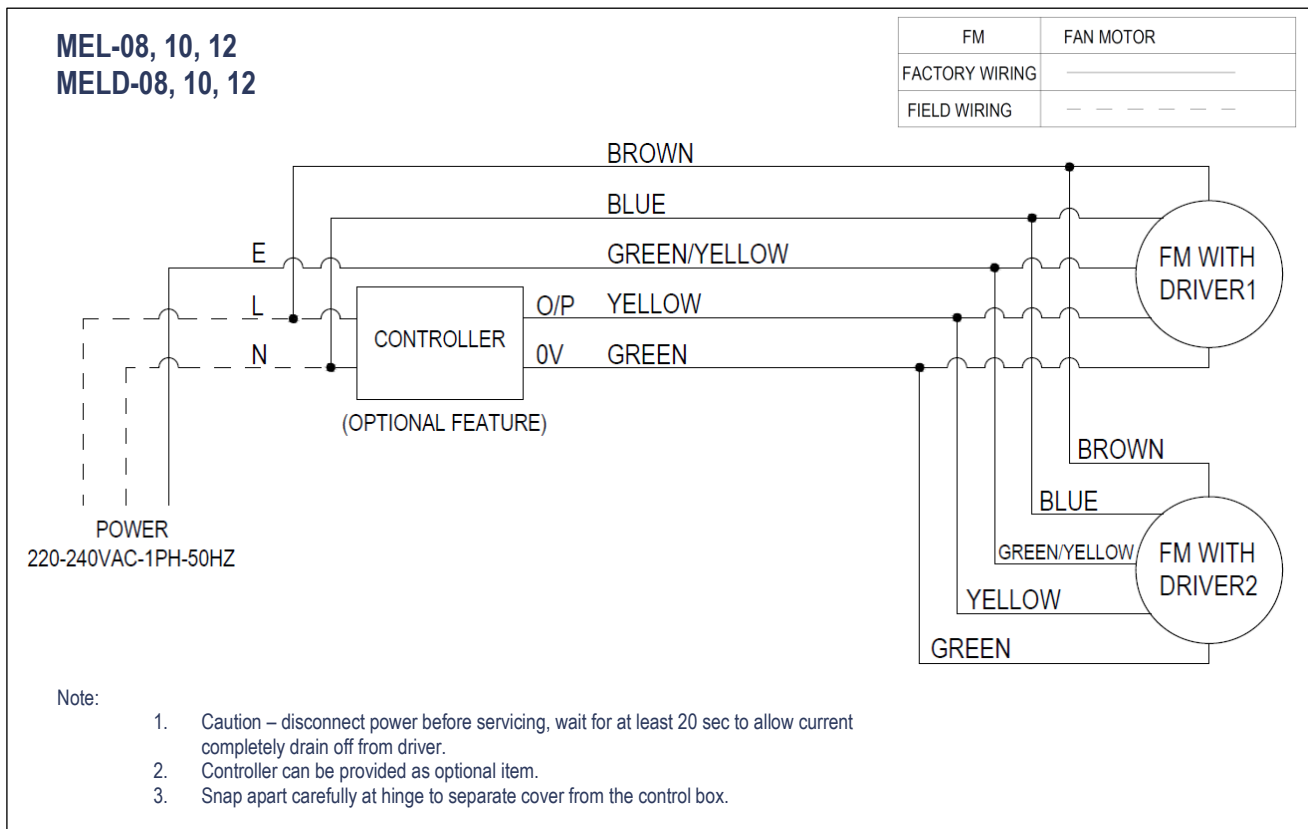 MEL-08, 10, 12
MELD-08, 10, 12
FM FAN MOTOR
FACTORY WIRING
FIELD WIRING
BROWN
BLUE
E GREEN/YELLOW
L O/P YELLOW
CONTROLLER
N 0V GREEN
(OPTIONAL FEATURE)
FM WITH
DRIVER1
BROWN
BLUE
GREEN/YELLOW
YELLOW
GREEN
FM WITH
DRIVER2
POWER
220-240VAC-1PH-50HZ
Note:
1. Caution – disconnect power before servicing, wait for at least 20 sec to allow current
completely drain off from driver.
2. Controller can be provided as optional item.
3. Snap apart carefully at hinge to separate cover from the control box.